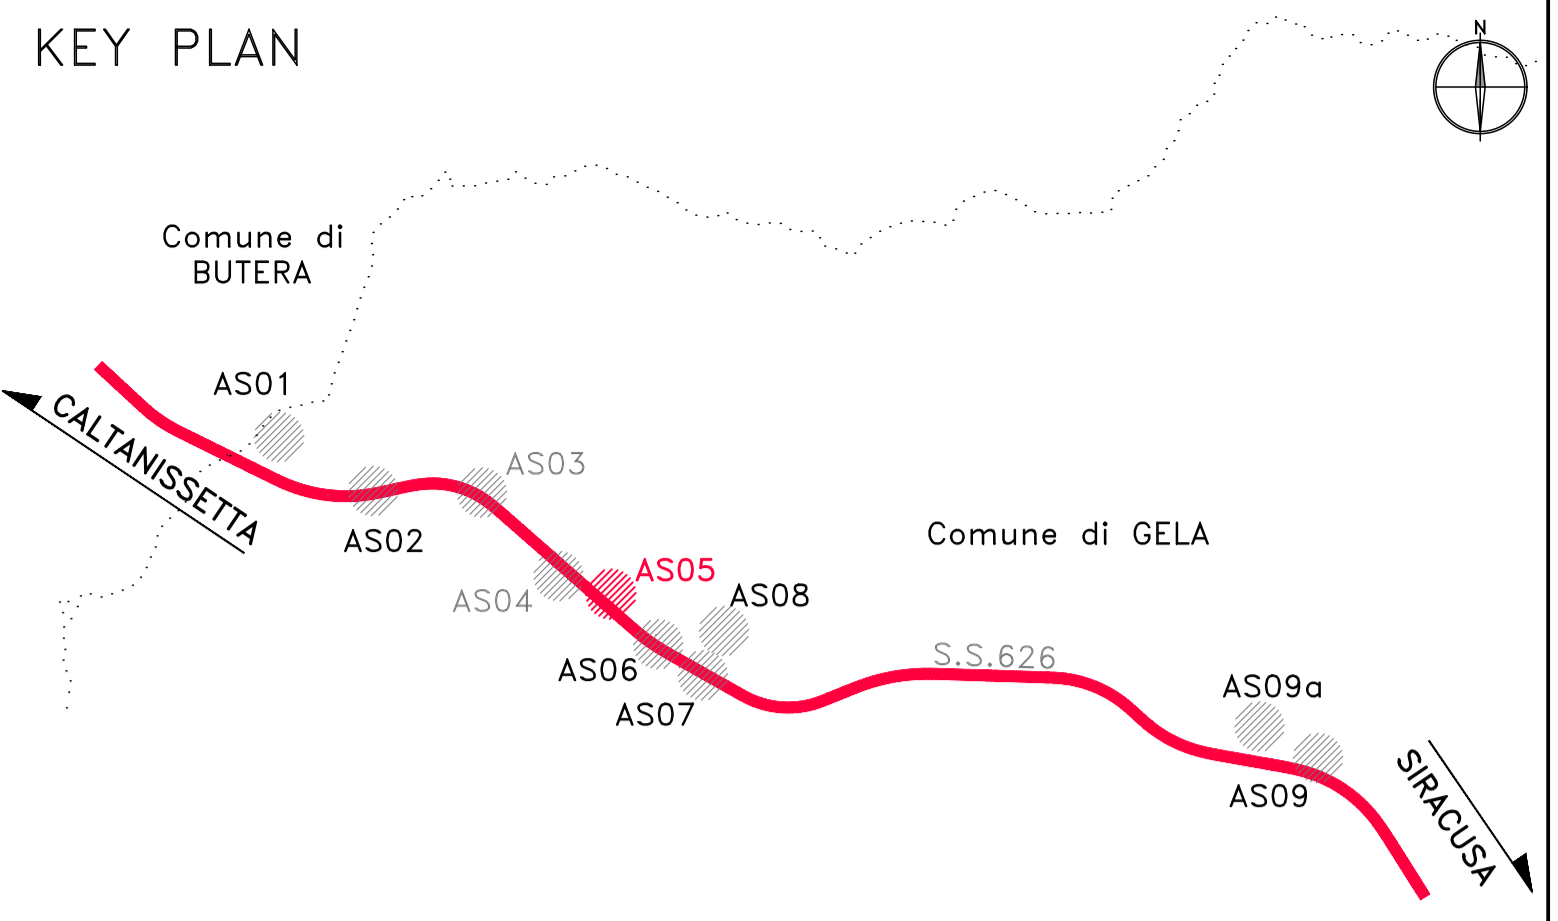 KEY PLAN
N
Comune di
BUTERA
AS01
CALTANISSETTA
AS03
AS02
Comune di GELA
AS05
AS04
AS08
S.S.626
AS06
AS09a
AS07
SIRACUSA
AS09